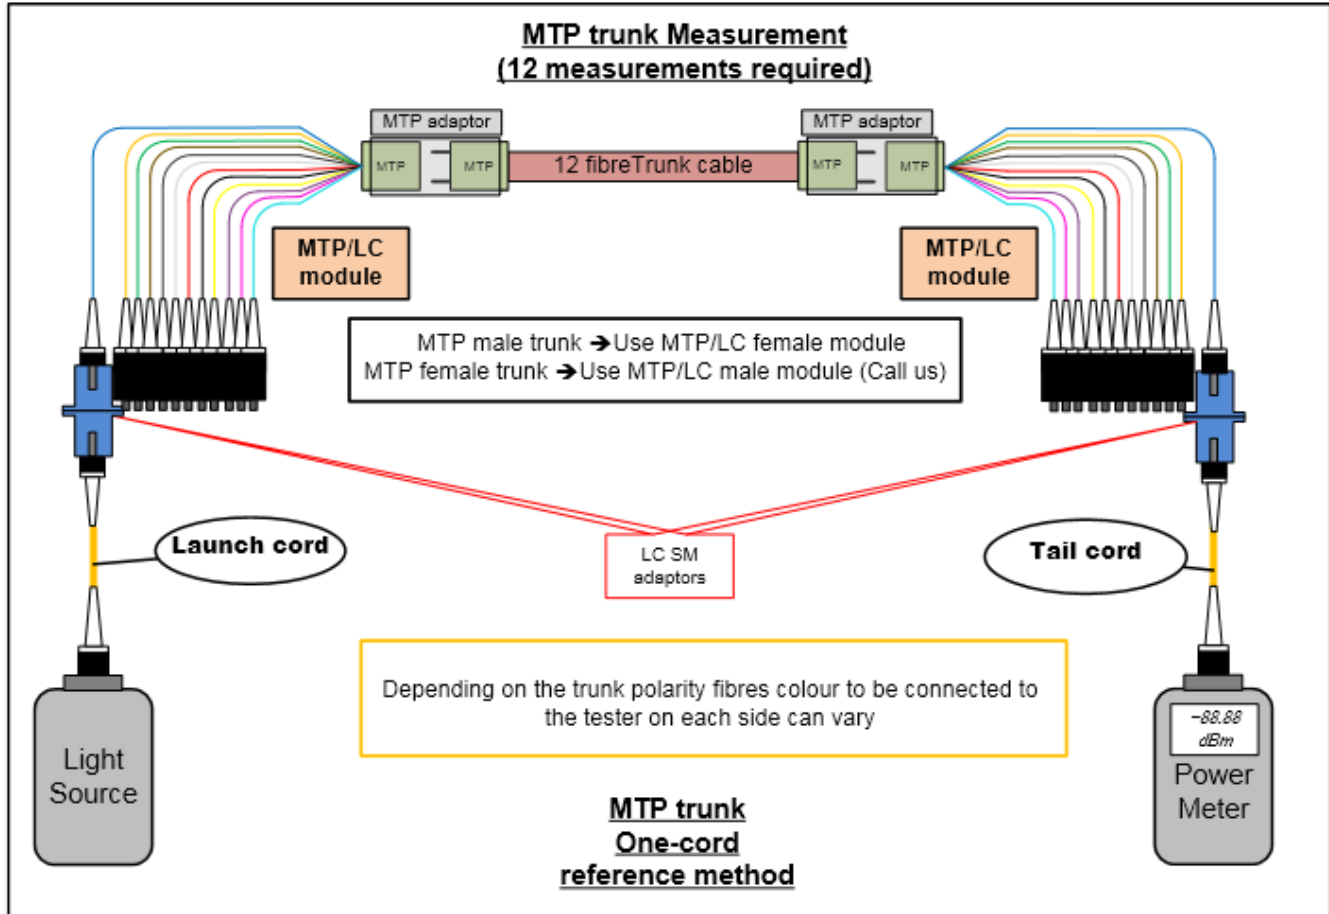 MTP trunk Measurement
(12 measurements required)
MTP adaptor
MTP adaptor
MTP
MTP
12 fibreTrunk cable
MTP
MTP
MTP/LC
module
MTP/LC
module
MTP male trunk ➔Use MTP/LC female module
MTP female trunk ➔Use MTP/LC male module (Call us)
Launch cord
LC SM
adaptors
Tail cord
Depending on the trunk polarity fibres colour to be connected to
the tester on each side can vary
Light
Source
-88.88
dBm
Power
Meter
MTP trunk
One-cord
reference method